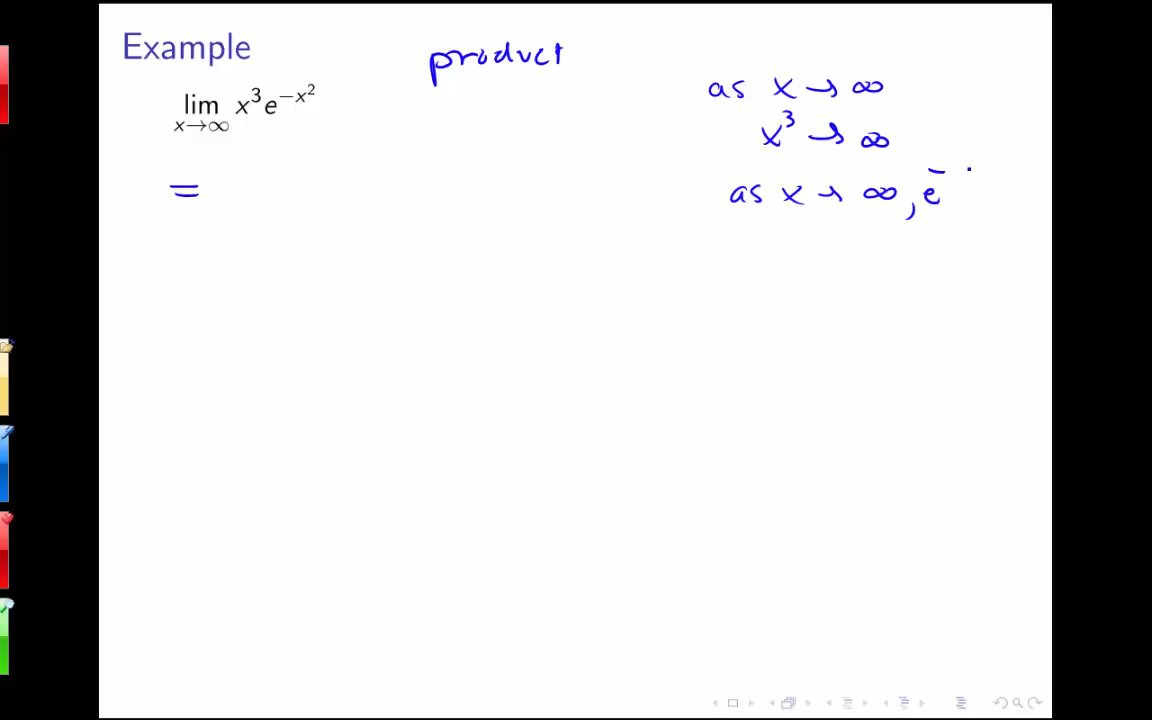 Example
product
lim x→∞ x³e^{−x²}
as x → ∞
x³ → ∞
=
as x → ∞, e⁻